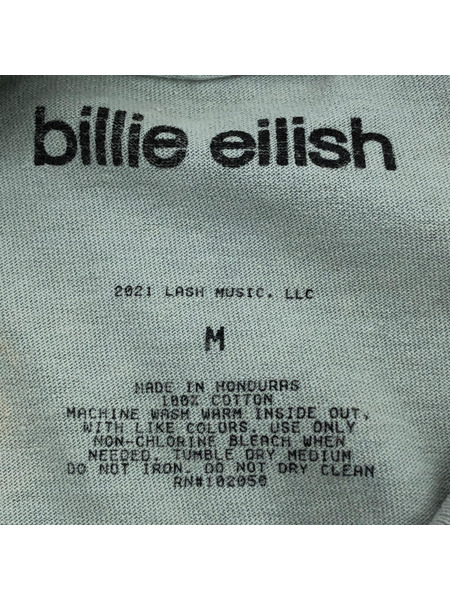 billie eilish
2021 LASH MUSIC, LLC
M
MADE IN HONDURAS
100% COTTON
MACHINE WASH WARM INSIDE OUT,
WITH LIKE COLORS. USE ONLY
NON-CHLORINE BLEACH WHEN
NEEDED. TUMBLE DRY MEDIUM
DO NOT IRON. DO NOT DRY CLEAN
RN#102050